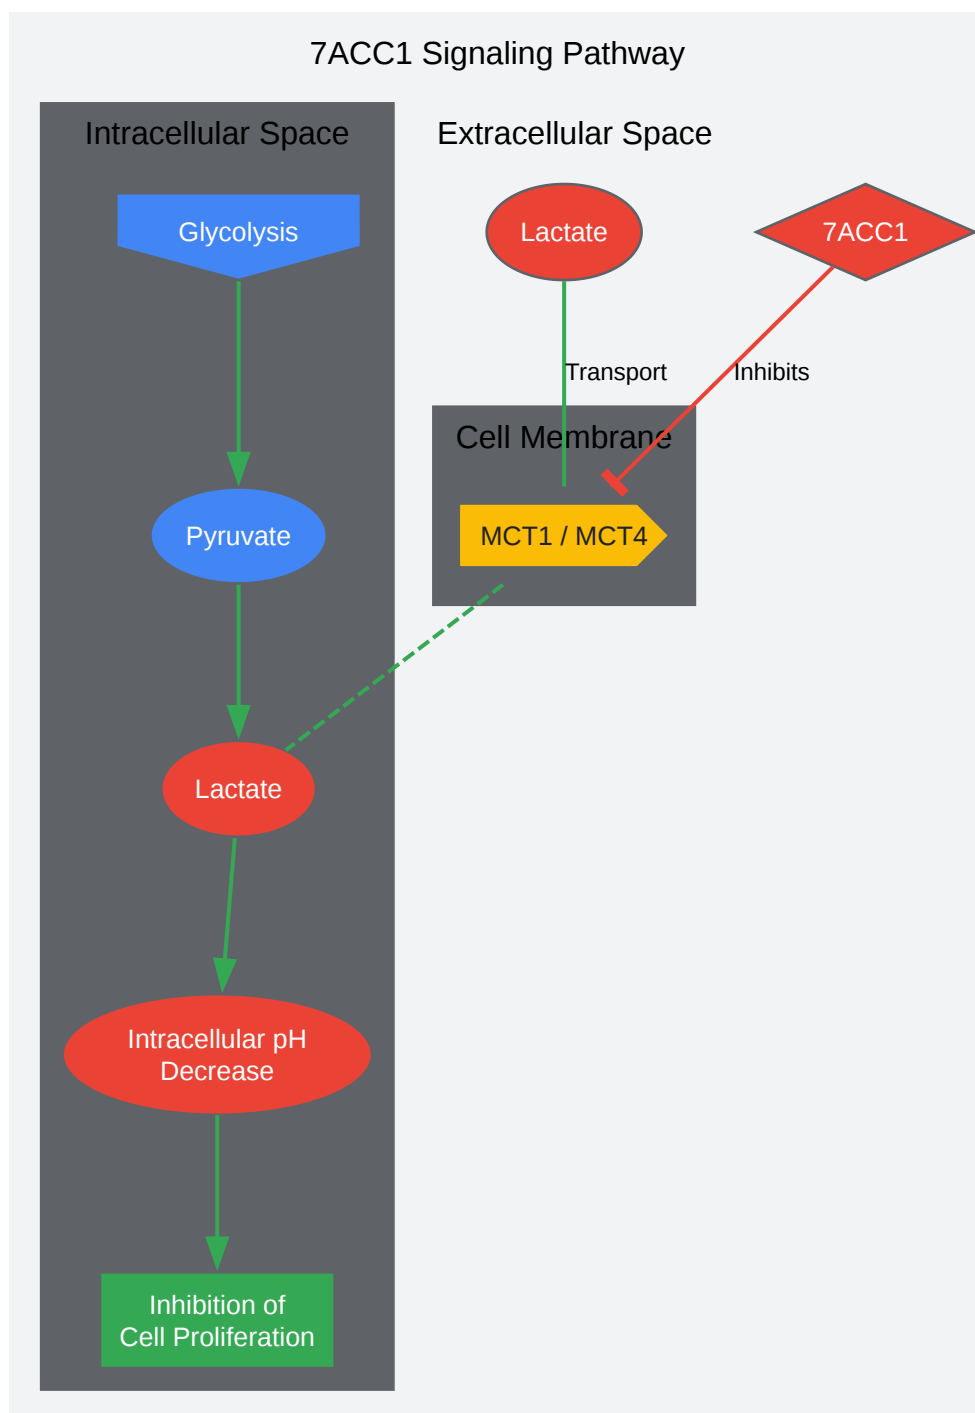 7ACC1 Signaling Pathway
Intracellular Space
Extracellular Space
Glycolysis
Lactate
7ACC1
Transport
Inhibits
Cell Membrane
MCT1 / MCT4
Pyruvate
Lactate
Intracellular pH
Decrease
Inhibition of
Cell Proliferation